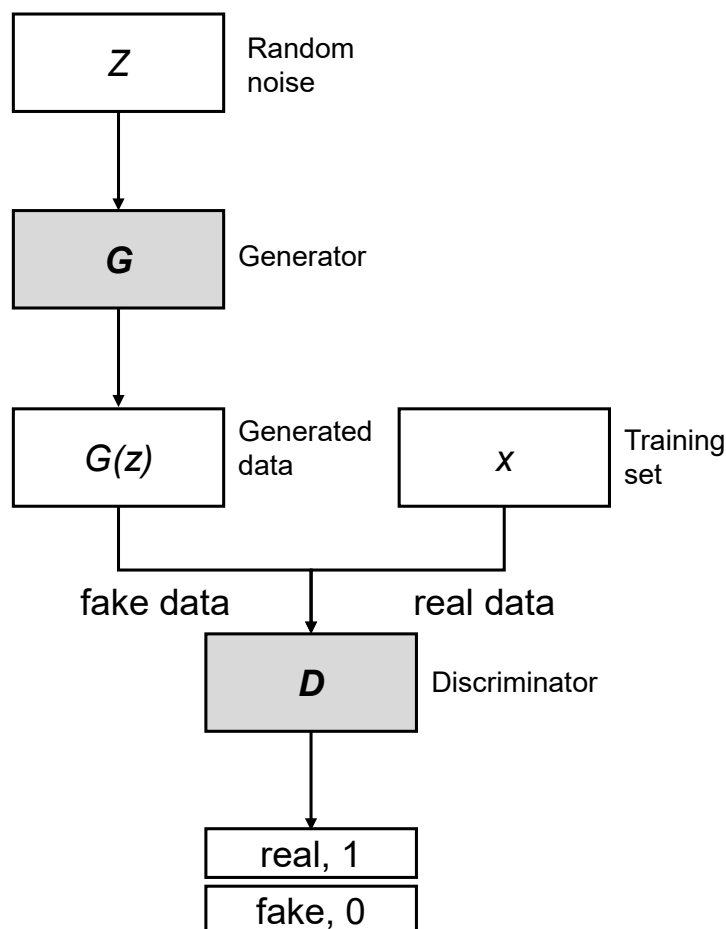 Z
Random
noise
G
Generator
G(z)
Generated
data
x
Training
set
fake data
real data
D
Discriminator
real, 1
fake, 0